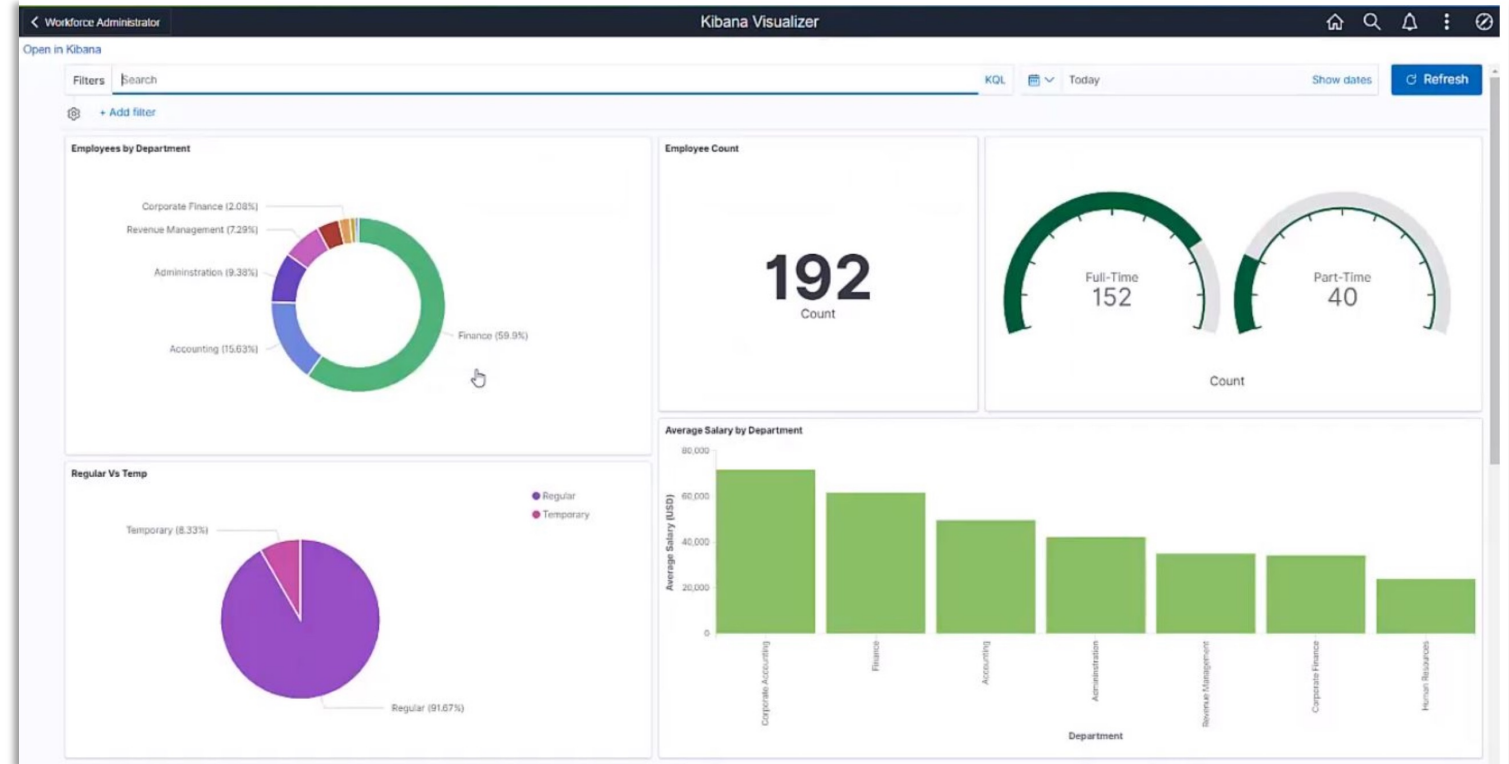 Workforce Administrator
Kibana Visualizer
Open in Kibana
Filters Search KQL Today Show dates Refresh
+ Add filter
Employees by Department
Corporate Finance (2.08%)
Revenue Management (7.29%)
Admininstration (9.38%)
Accounting (15.63%)
Finance (59.9%)
Employee Count
192
Count
Full-Time
152
Part-Time
40
Count
Regular Vs Temp
Regular
Temporary
Temporary (8.33%)
Regular (91.67%)
Average Salary by Department
Average Salary (USD)
80,000
60,000
40,000
20,000
0
Corporate Accounting
Finance
Accounting
Admininstration
Revenue Management
Corporate Finance
Human Resources
Department